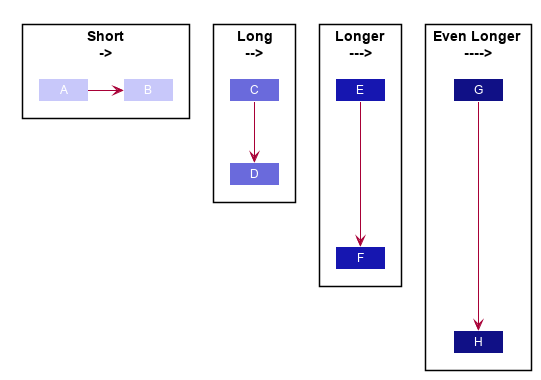 Short
->
A
B
Long
-->
C
D
Longer
--->
E
F
Even Longer
---->
G
H